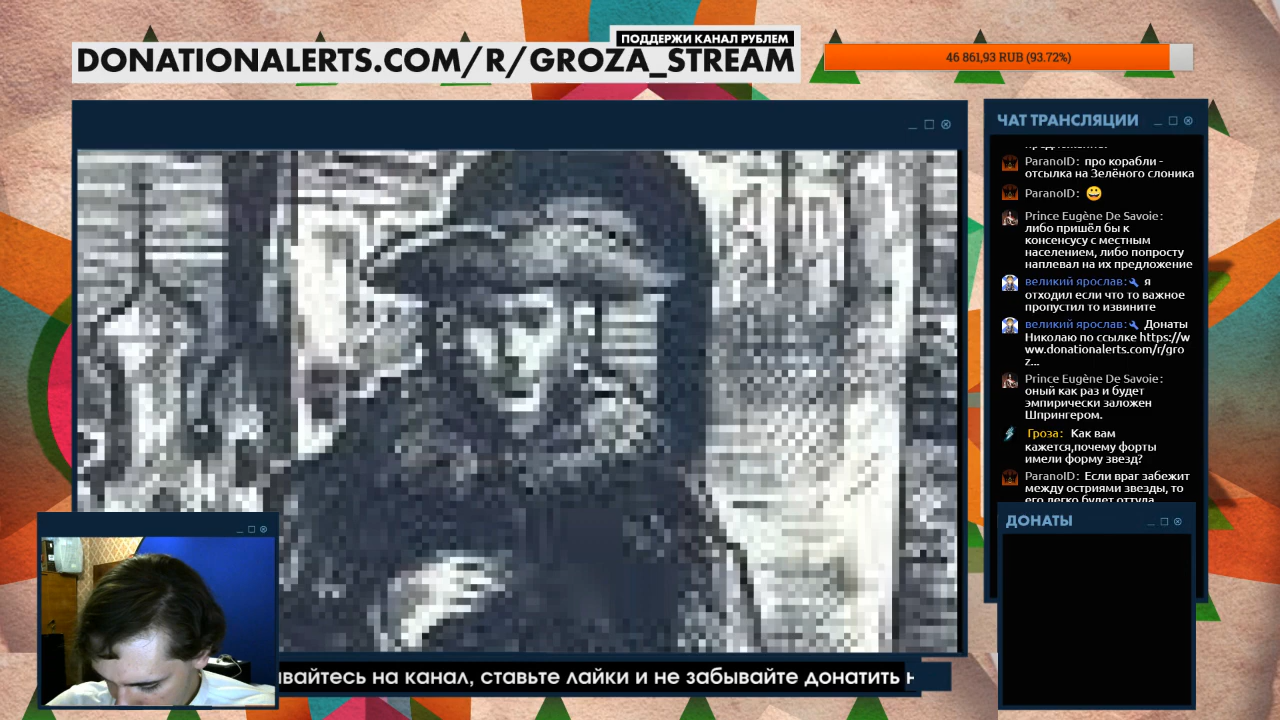 ПОДДЕРЖИ КАНАЛ РУБЛЕМ
DONATIONALERTS.COM/R/GROZA_STREAM
46 861,93 RUB (93.72%)
ЧАТ ТРАНСЛЯЦИИ
ParanoID: про корабли -
отсылка на Зелёного слоника
ParanoID: 😀
Prince Eugène De Savoie:
либо пришёл бы к
консенсусу с местным
населением, либо попросту
наплевал на их предложение
великий ярослав: я
отходил если что то важное
пропустил то извините
великий ярослав: Донаты
Николаю по ссылке https://w
ww.donationalerts.com/r/gro
z...
Prince Eugène De Savoie:
оный как раз и будет
эмпирически заложен
Шпрингером.
Гроза: Как вам
кажется,почему форты
имели форму звезд?
ParanoID: Если враг забежит
между остриями звезды, то
его легко будет оттуда
ДОНАТЫ
вайтесь на канал, ставьте лайки и не забывайте донатить